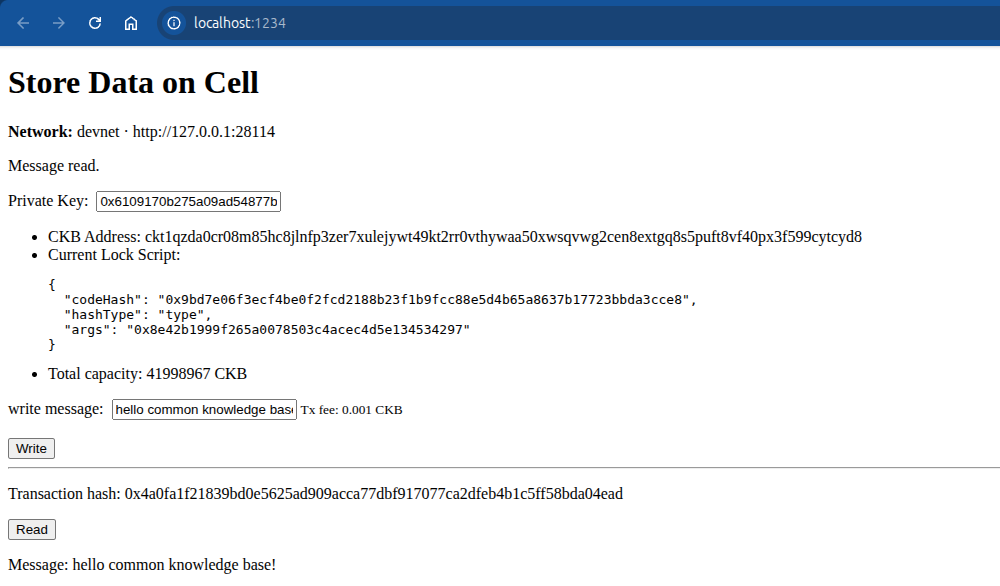 localhost:1234
Store Data on Cell
Network: devnet · http://127.0.0.1:28114
Message read.
Private Key: 0x6109170b275a09ad54877b
CKB Address: ckt1qzda0cr08m85hc8jlnfp3zer7xulejywt49kt2rr0vthywaa50xwsqvwg2cen8extgq8s5puft8vf40px3f599cytcyd8
Current Lock Script:
{
"codeHash": "0x9bd7e06f3ecf4be0f2fcd2188b23f1b9fcc88e5d4b65a8637b17723bbda3cce8",
"hashType": "type",
"args": "0x8e42b1999f265a0078503c4acec4d5e134534297"
}
Total capacity: 41998967 CKB
write message: hello common knowledge base Tx fee: 0.001 CKB
Write
Transaction hash: 0x4a0fa1f21839bd0e5625ad909acca77dbf917077ca2dfeb4b1c5ff58bda04ead
Read
Message: hello common knowledge base!